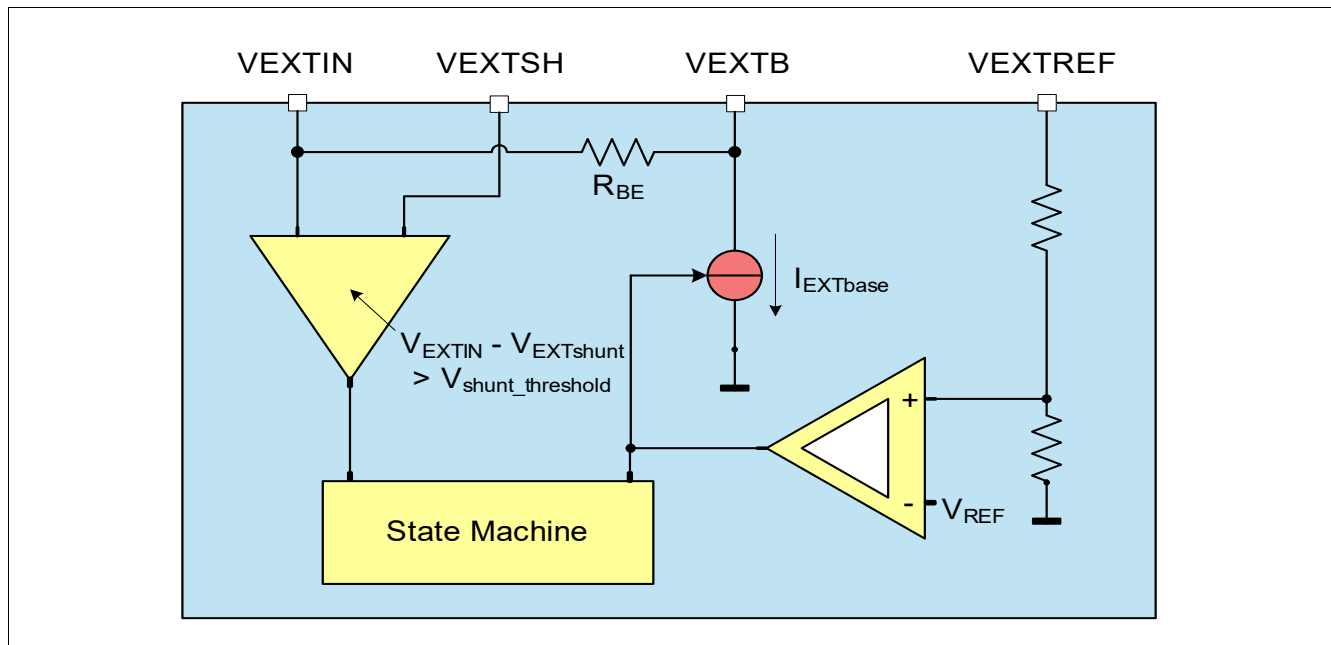 VEXTIN VEXTSH VEXTB VEXTREF
RBE
IEXTbase
VEXTIN - VEXTshunt
> Vshunt_threshold
+
- VREF
State Machine